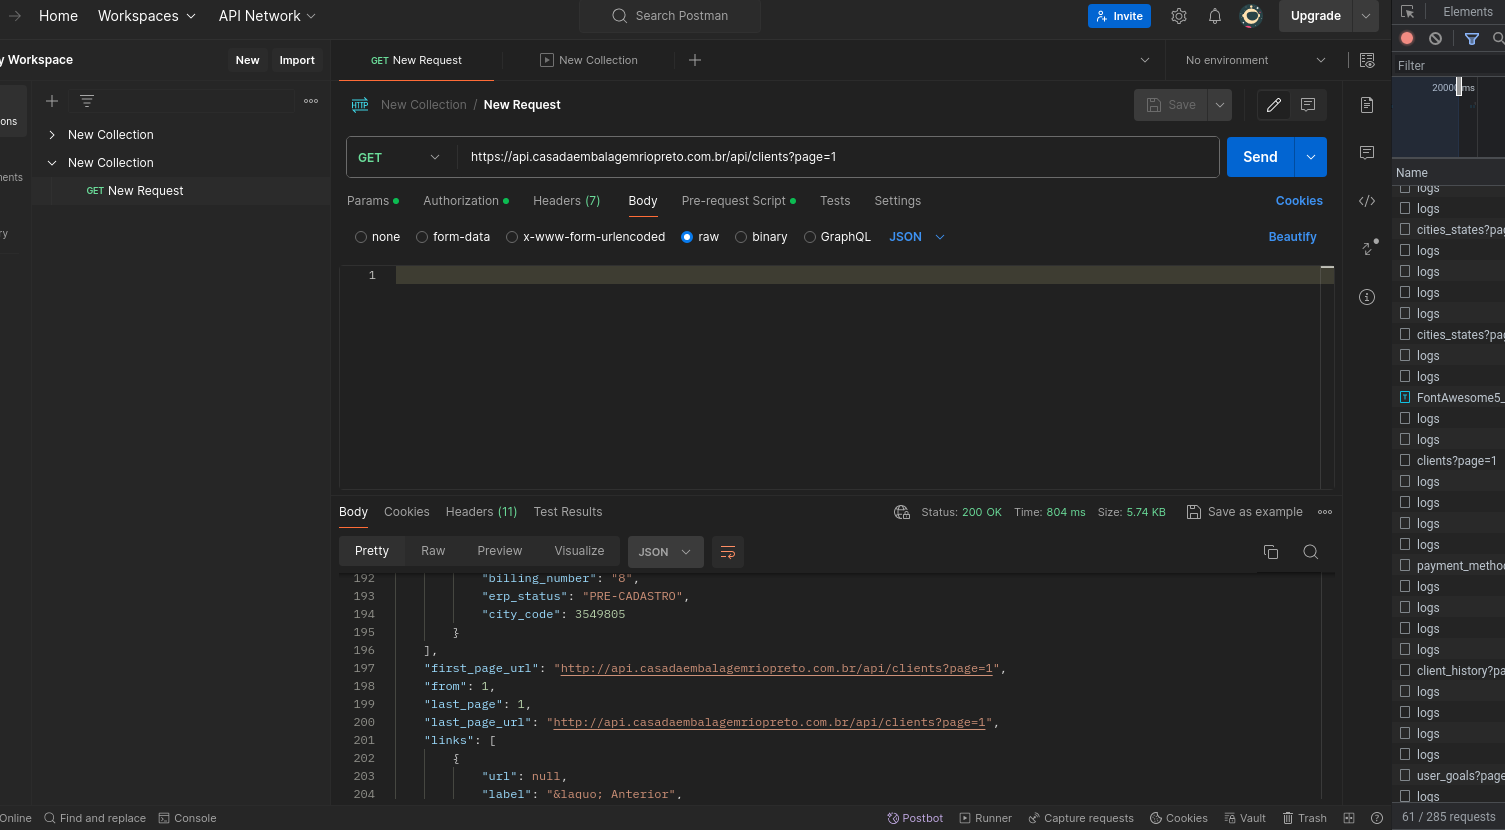 Home Workspaces API Network Search Postman Invite Upgrade
Elements
y Workspace New Import GET New Request New Collection No environment
Filter
20000 ms
HTTP New Collection / New Request Save
ons
New Collection
New Collection
GET New Request
ments
ry
GET https://api.casadaembalagemriopreto.com.br/api/clients?page=1 Send
Params Authorization Headers (7) Body Pre-request Script Tests Settings Cookies
none form-data x-www-form-urlencoded raw binary GraphQL JSON Beautify
1
Body Cookies Headers (11) Test Results Status: 200 OK Time: 804 ms Size: 5.74 KB Save as example
Pretty Raw Preview Visualize JSON
192 "billing_number": "8",
193 "erp_status": "PRE-CADASTRO",
194 "city_code": 3549805
195 }
196 ],
197 "first_page_url": "http://api.casadaembalagemriopreto.com.br/api/clients?page=1",
198 "from": 1,
199 "last_page": 1,
200 "last_page_url": "http://api.casadaembalagemriopreto.com.br/api/clients?page=1",
201 "links": [
202 {
203 "url": null,
204 "label": "&laquo; Anterior",
Name
logs
logs
cities_states?pag
logs
logs
logs
logs
cities_states?pag
logs
logs
FontAwesome5_
logs
logs
clients?page=1
logs
logs
logs
logs
payment_metho
logs
logs
logs
logs
client_history?pa
logs
logs
logs
logs
user_goals?page
logs
Online Find and replace Console Postbot Runner Capture requests Cookies Vault Trash
61 / 285 requests